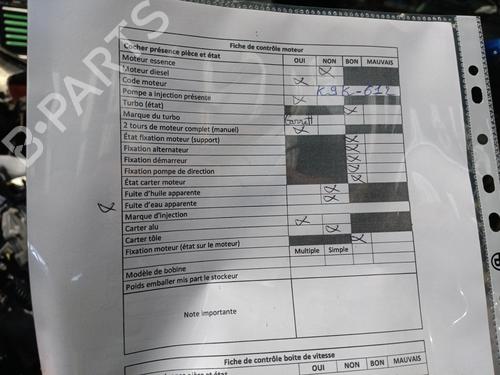 Fiche de contrôle moteur
Cocher présence pièce et état OUI NON BON MAUVAIS
Moteur essence
Moteur diesel
Code moteur K9K-612
Pompe a injection présente
Turbo (état)
Marque du turbo Garrett
2 tours de moteur complet (manuel)
État fixation moteur (support)
Fixation alternateur
Fixation démarreur
Fixation pompe de direction
État carter moteur
Fuite d'huile apparente
Fuite d'eau apparente
Marque d'injection
Carter alu
Carter tôle
Fixation moteur (état sur le moteur) Multiple Simple
Modèle de bobine
Poids emballer mis part le stockeur
Note importante
Fiche de contrôle boite de vitesse
présence pièce et état OUI NON BON MAUVAIS